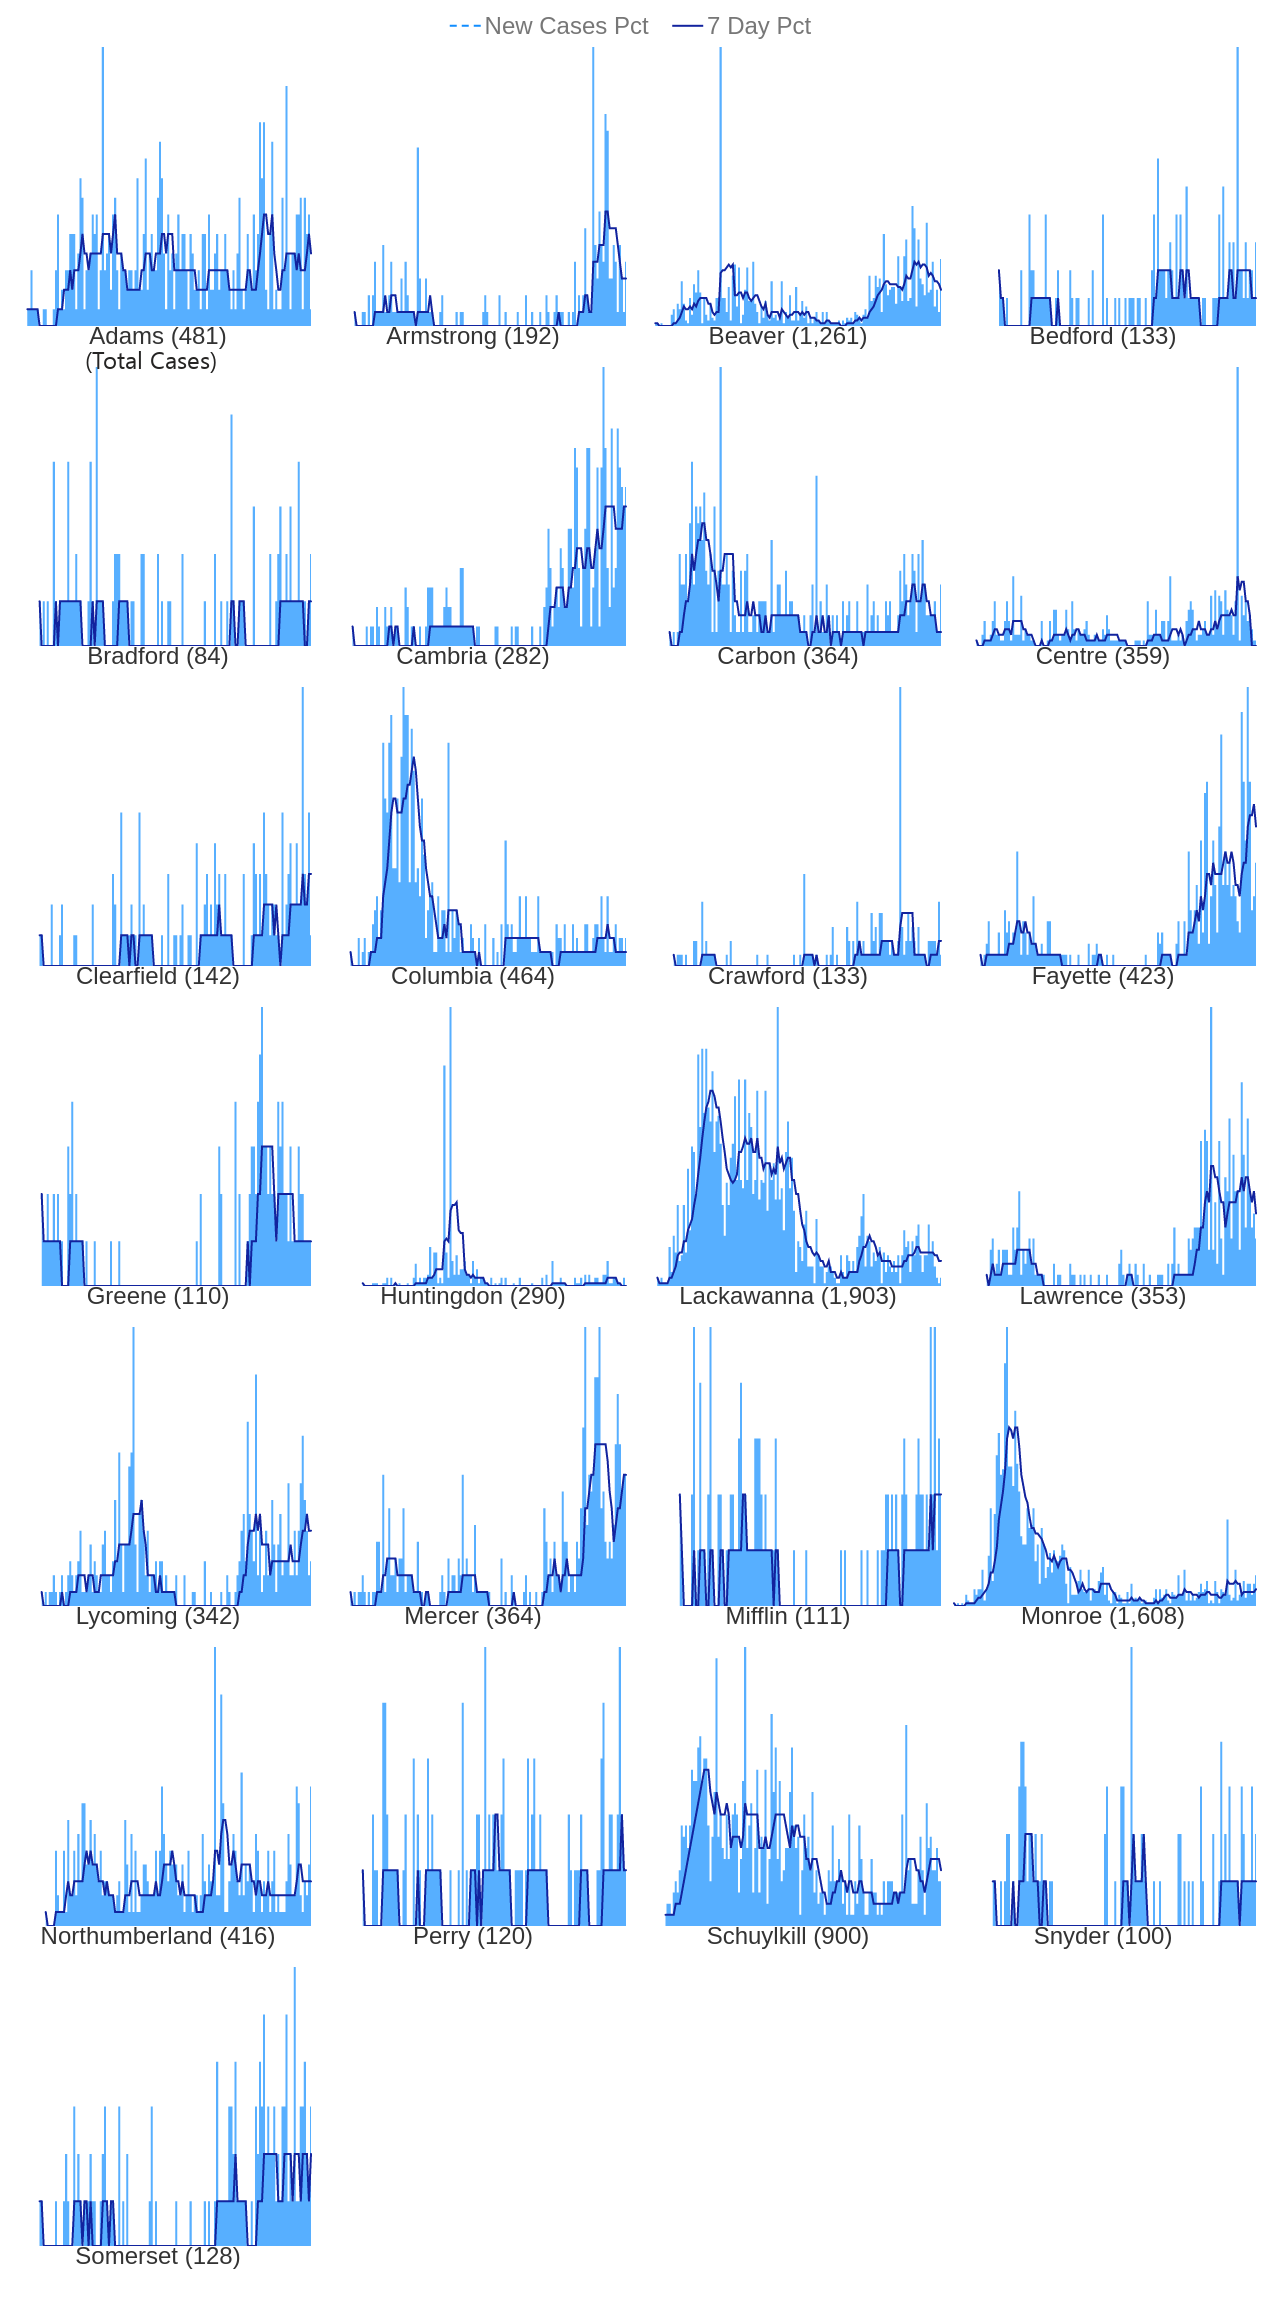 New Cases Pct 7 Day Pct
Adams (481) Armstrong (192) Beaver (1,261) Bedford (133)
(Total Cases)
Bradford (84) Cambria (282) Carbon (364) Centre (359)
Clearfield (142) Columbia (464) Crawford (133) Fayette (423)
Greene (110) Huntingdon (290) Lackawanna (1,903) Lawrence (353)
Lycoming (342) Mercer (364) Mifflin (111) Monroe (1,608)
Northumberland (416) Perry (120) Schuylkill (900) Snyder (100)
Somerset (128)